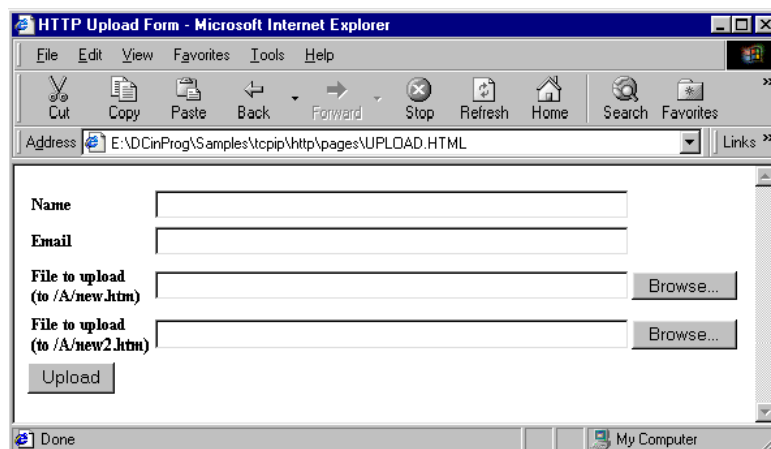 HTTP Upload Form - Microsoft Internet Explorer
File Edit View Favorites Tools Help
Cut Copy Paste Back Forward Stop Refresh Home Search Favorites »
Address E:\DCinProg\Samples\tcpip\http\pages\UPLOAD.HTML Links »
Name
Email
File to upload
(to /A/new.htm) Browse...
File to upload
(to /A/new2.htm) Browse...
Upload
Done My Computer